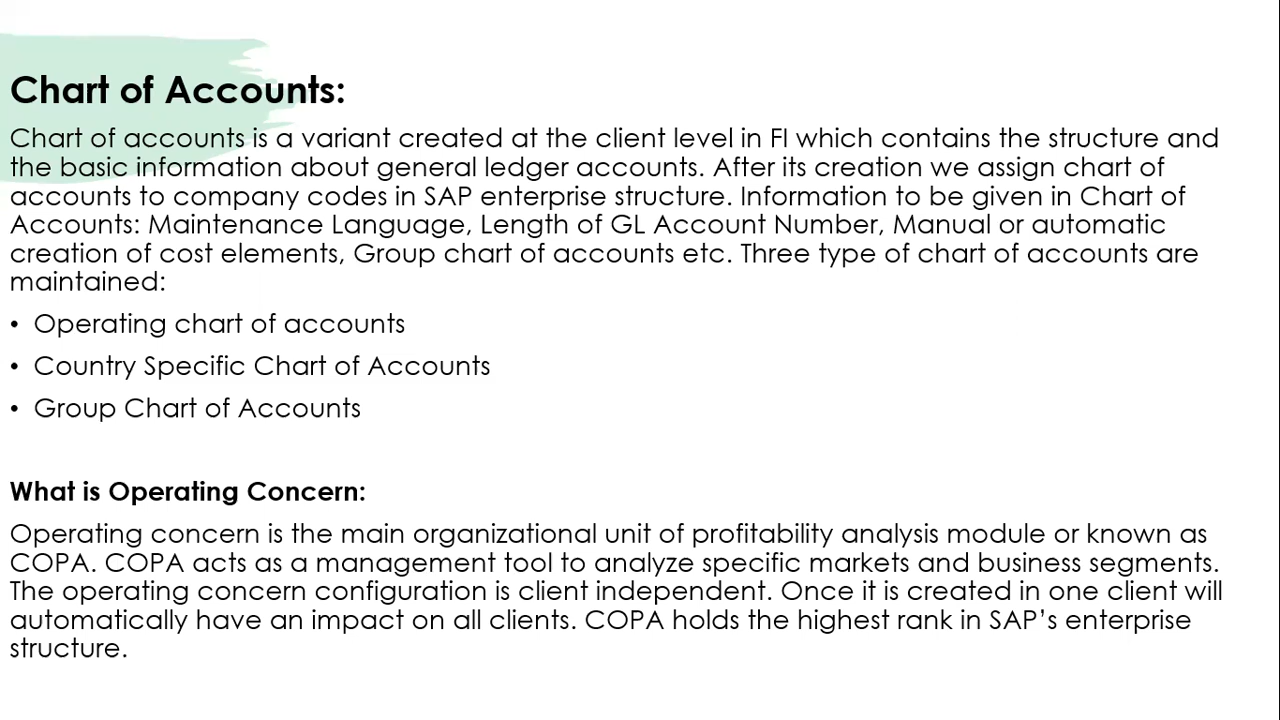 Chart of Accounts:
Chart of accounts is a variant created at the client level in FI which contains the structure and
the basic information about general ledger accounts. After its creation we assign chart of
accounts to company codes in SAP enterprise structure. Information to be given in Chart of
Accounts: Maintenance Language, Length of GL Account Number, Manual or automatic
creation of cost elements, Group chart of accounts etc. Three type of chart of accounts are
maintained:
• Operating chart of accounts
• Country Specific Chart of Accounts
• Group Chart of Accounts
What is Operating Concern:
Operating concern is the main organizational unit of profitability analysis module or known as
COPA. COPA acts as a management tool to analyze specific markets and business segments.
The operating concern configuration is client independent. Once it is created in one client will
automatically have an impact on all clients. COPA holds the highest rank in SAP’s enterprise
structure.